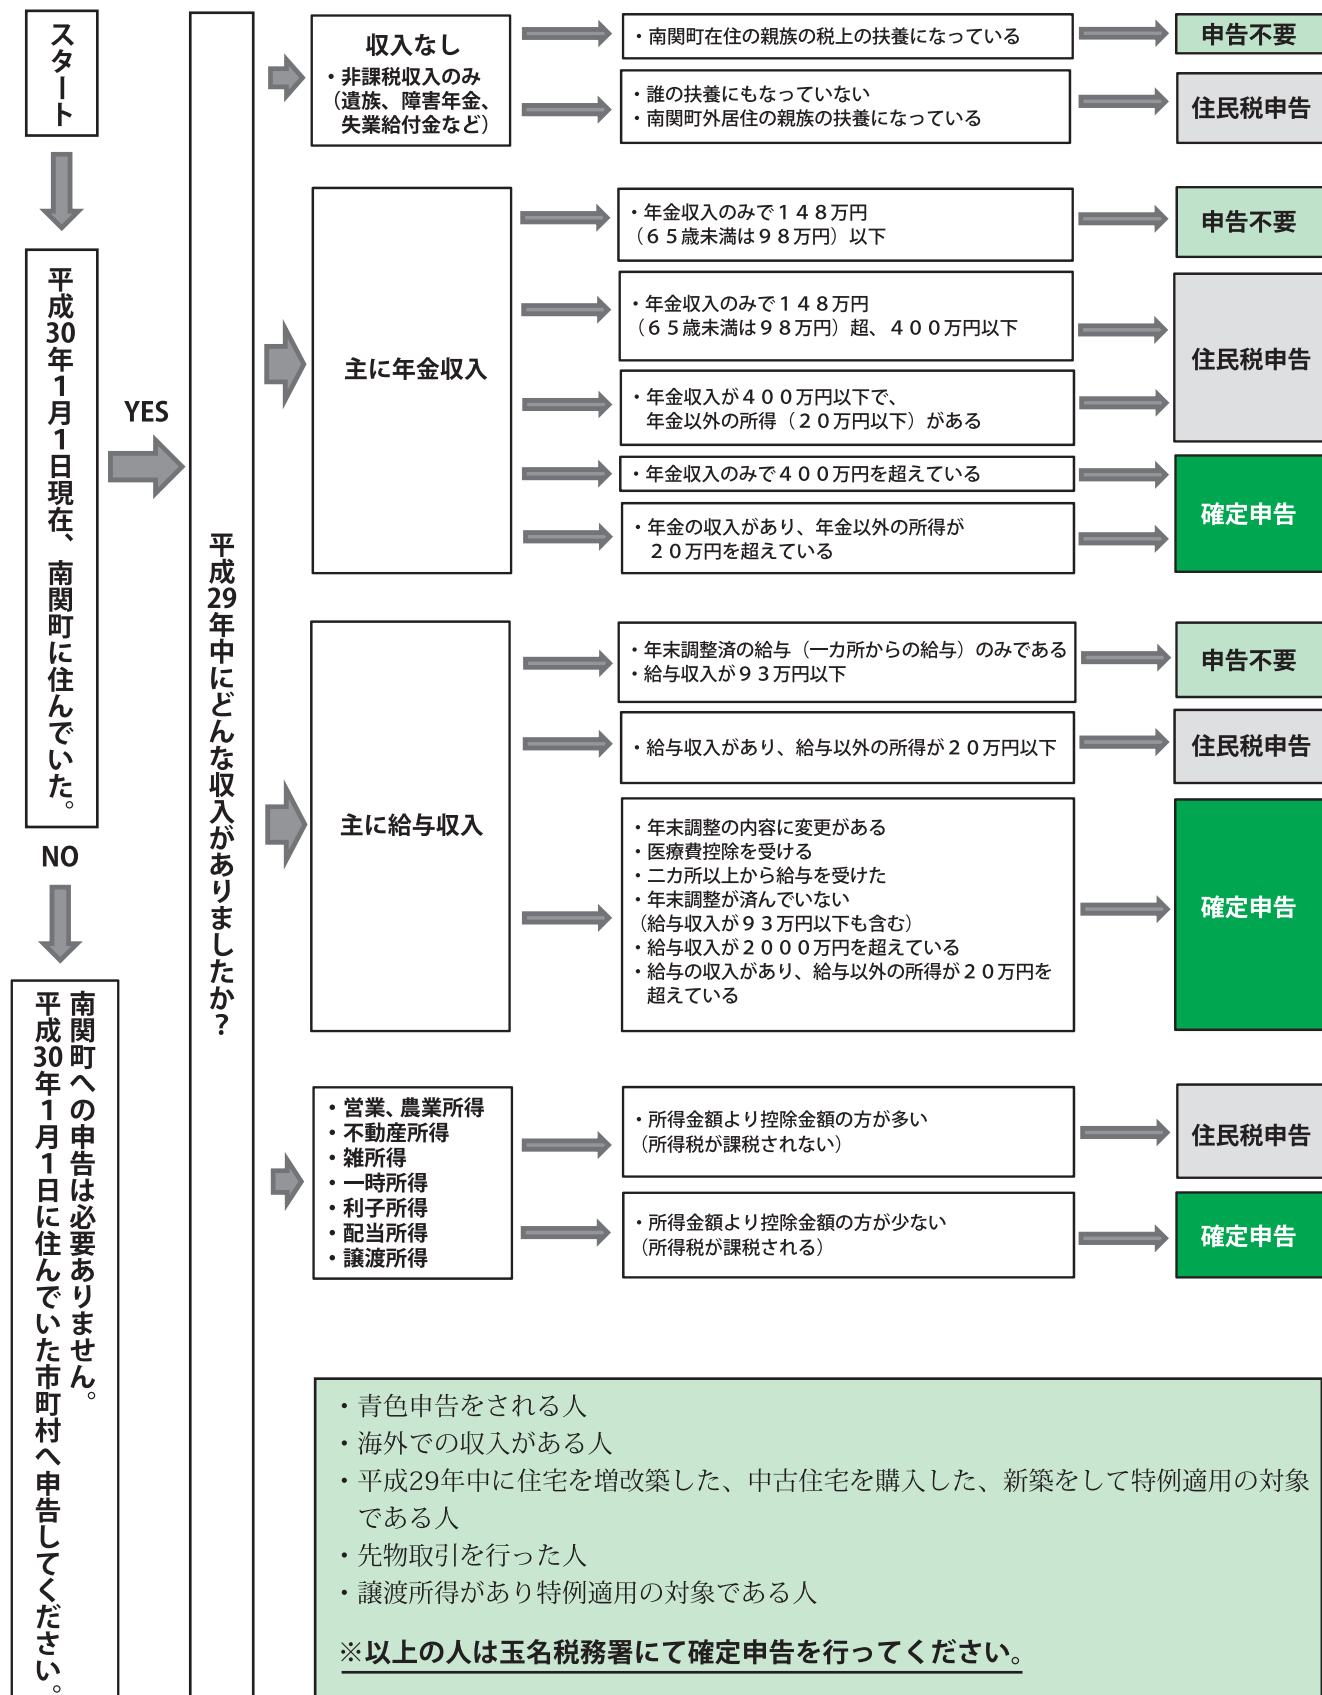 スタート
平成30年1月1日現在、南関町に住んでいた。
YES
NO
南関町への申告は必要ありません。
平成30年1月1日に住んでいた市町村へ申告してください。
平成29年中にどんな収入がありましたか？
収入なし
・非課税収入のみ
（遺族、障害年金、
失業給付金など）
・南関町在住の親族の税上の扶養になっている
申告不要
・誰の扶養にもなっていない
・南関町外居住の親族の扶養になっている
住民税申告
主に年金収入
・年金収入のみで１４８万円
（６５歳未満は９８万円）以下
申告不要
・年金収入のみで１４８万円
（６５歳未満は９８万円）超、４００万円以下
・年金収入が４００万円以下で、
年金以外の所得（２０万円以下）がある
住民税申告
・年金収入のみで４００万円を超えている
・年金の収入があり、年金以外の所得が
２０万円を超えている
確定申告
主に給与収入
・年末調整済の給与（一カ所からの給与）のみである
・給与収入が９３万円以下
申告不要
・給与収入があり、給与以外の所得が２０万円以下
住民税申告
・年末調整の内容に変更がある
・医療費控除を受ける
・二カ所以上から給与を受けた
・年末調整が済んでいない
（給与収入が９３万円以下も含む）
・給与収入が２０００万円を超えている
・給与の収入があり、給与以外の所得が２０万円を
超えている
確定申告
・営業、農業所得
・不動産所得
・雑所得
・一時所得
・利子所得
・配当所得
・譲渡所得
・所得金額より控除金額の方が多い
（所得税が課税されない）
住民税申告
・所得金額より控除金額の方が少ない
（所得税が課税される）
確定申告
・青色申告をされる人
・海外での収入がある人
・平成29年中に住宅を増改築した、中古住宅を購入した、新築をして特例適用の対象
である人
・先物取引を行った人
・譲渡所得があり特例適用の対象である人
※以上の人は玉名税務署にて確定申告を行ってください。